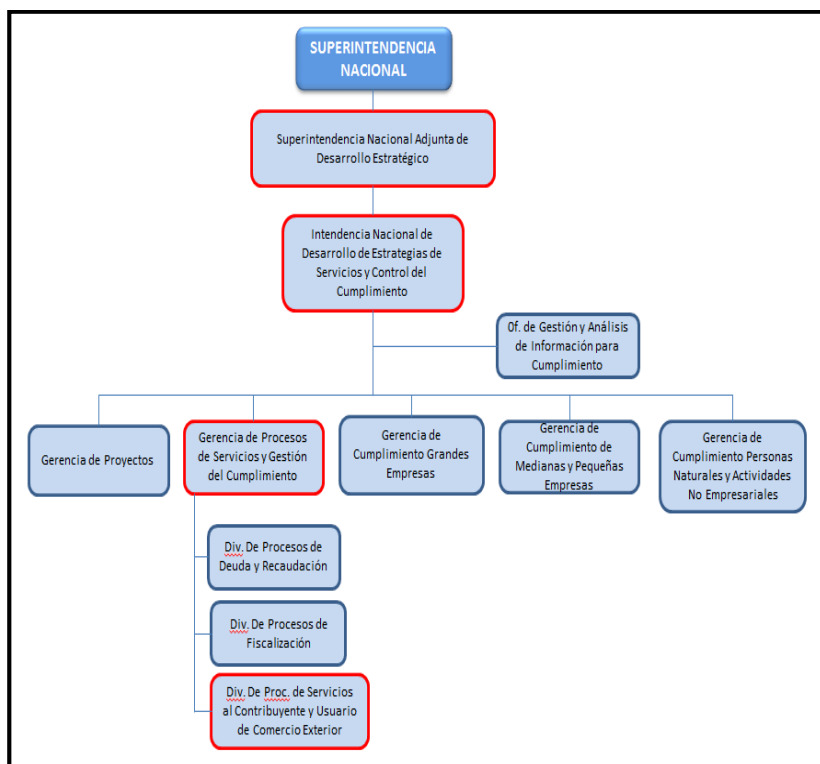 SUPERINTENDENCIA
NACIONAL
Superintendencia Nacional Adjunta de
Desarrollo Estratégico
Intendencia Nacional de
Desarrollo de Estrategias de
Servicios y Control del
Cumplimiento
Of. de Gestión y Análisis
de Información para
Cumplimiento
Gerencia de Proyectos
Gerencia de Procesos
de Servicios y Gestión
del Cumplimiento
Gerencia de
Cumplimiento Grandes
Empresas
Gerencia de
Cumplimiento de
Medianas y Pequeñas
Empresas
Gerencia de
Cumplimiento Personas
Naturales y Actividades
No Empresariales
Div. De Procesos de
Deuda y Recaudación
Div. De Procesos de
Fiscalización
Div. De Proc. de Servicios
al Contribuyente y Usuario
de Comercio Exterior